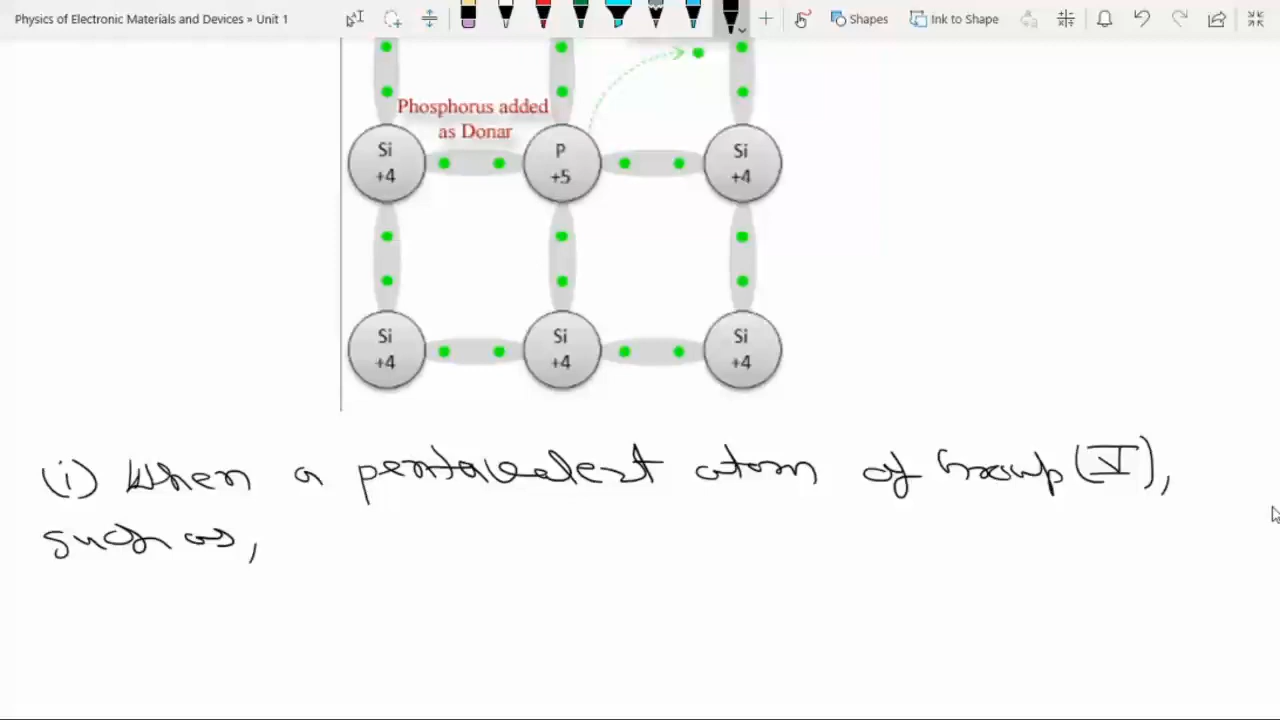 Physics of Electronic Materials and Devices » Unit 1
Shapes
Ink to Shape
Phosphorus added
as Donar
Si
+4
P
+5
Si
+4
Si
+4
Si
+4
Si
+4
(i) When a pentavalent atom of Group (V),
such as,